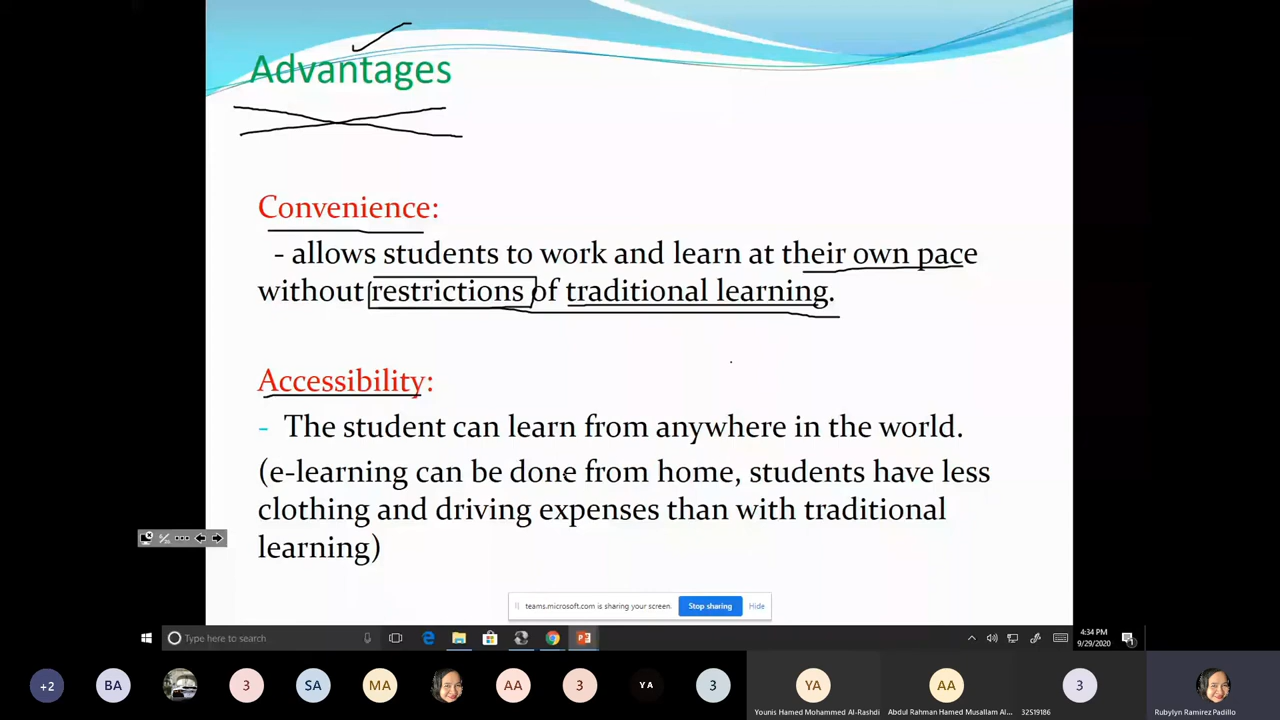 Advantages
Convenience:
- allows students to work and learn at their own pace
without restrictions of traditional learning.
Accessibility:
- The student can learn from anywhere in the world.
(e-learning can be done from home, students have less
clothing and driving expenses than with traditional
learning)
teams.microsoft.com is sharing your screen. Stop sharing Hide
Type here to search
4:34 PM
9/29/2020
+2 BA 3 SA MA AA 3 Y A 3 YA AA 3
Younis Hamed Mohammed Al-Rashdi Abdul Rahman Hamed Musallam Al... 32S19186 Rubylyn Ramirez Padillo